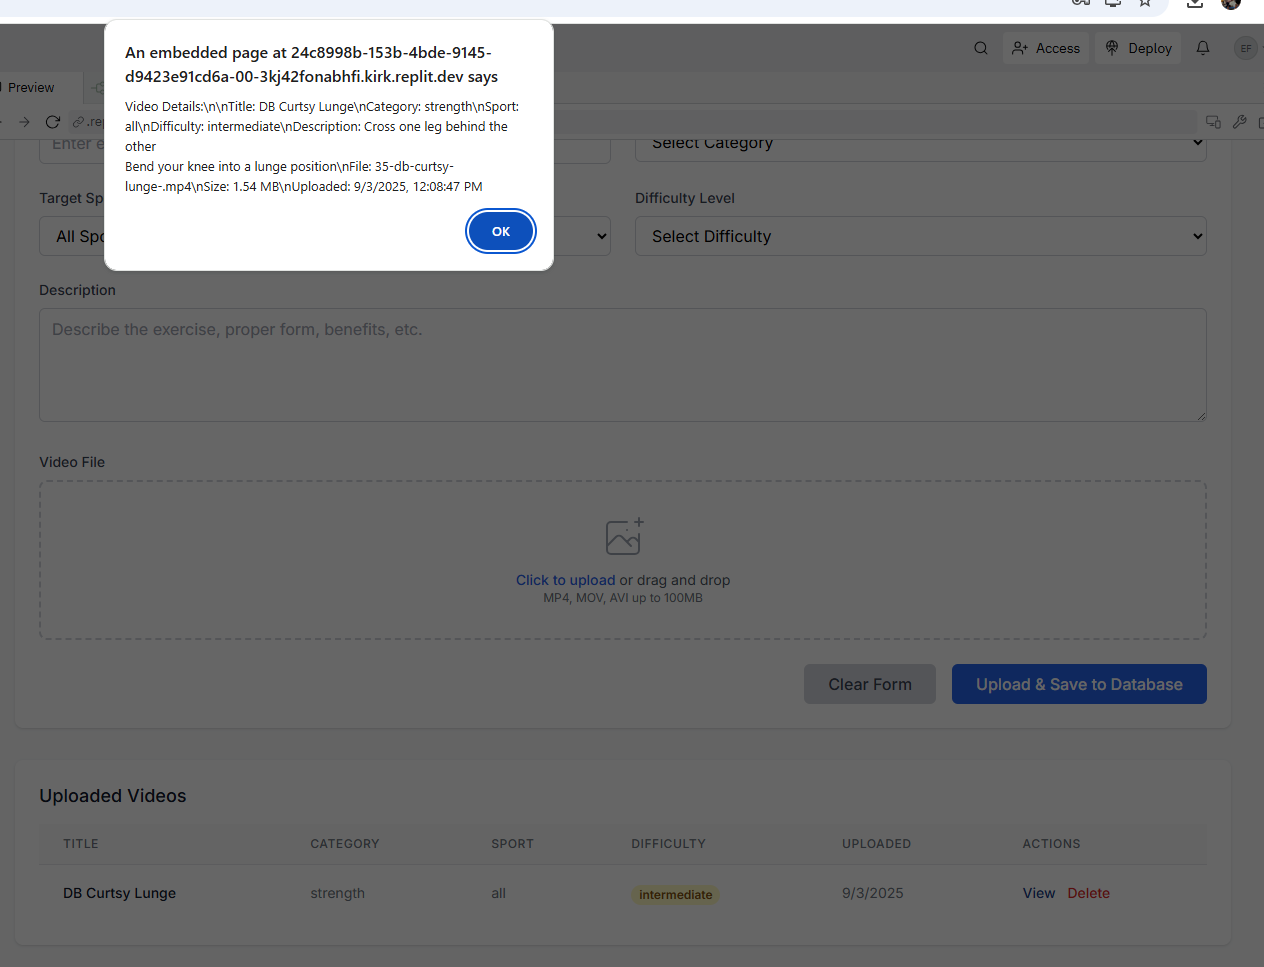 An embedded page at 24c8998b-153b-4bde-9145-
d9423e91cd6a-00-3kj42fonabhfi.kirk.replit.dev says
Video Details:\n\nTitle: DB Curtsy Lunge\nCategory: strength\nSport:
all\nDifficulty: intermediate\nDescription: Cross one leg behind the
other
Bend your knee into a lunge position\nFile: 35-db-curtsy-
lunge-.mp4\nSize: 1.54 MB\nUploaded: 9/3/2025, 12:08:47 PM
OK
Access
Deploy
EF
Preview
.rep
Enter e
Select Category
Target Sp
Difficulty Level
All Spo
Select Difficulty
Description
Describe the exercise, proper form, benefits, etc.
Video File
Click to upload or drag and drop
MP4, MOV, AVI up to 100MB
Clear Form
Upload & Save to Database
Uploaded Videos
TITLE CATEGORY SPORT DIFFICULTY UPLOADED ACTIONS
DB Curtsy Lunge strength all intermediate 9/3/2025 View Delete